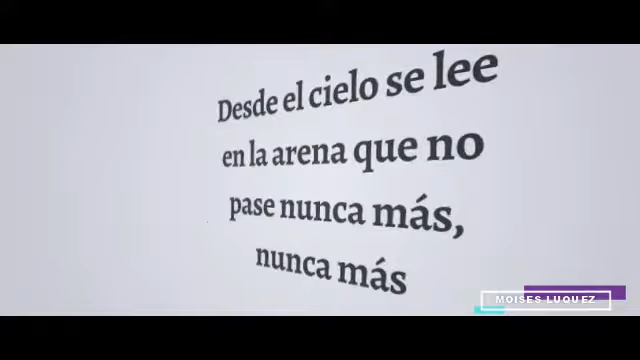 Desde el cielo se lee
en la arena que no
pase nunca más,
nunca más
MOISES LUQUEZ